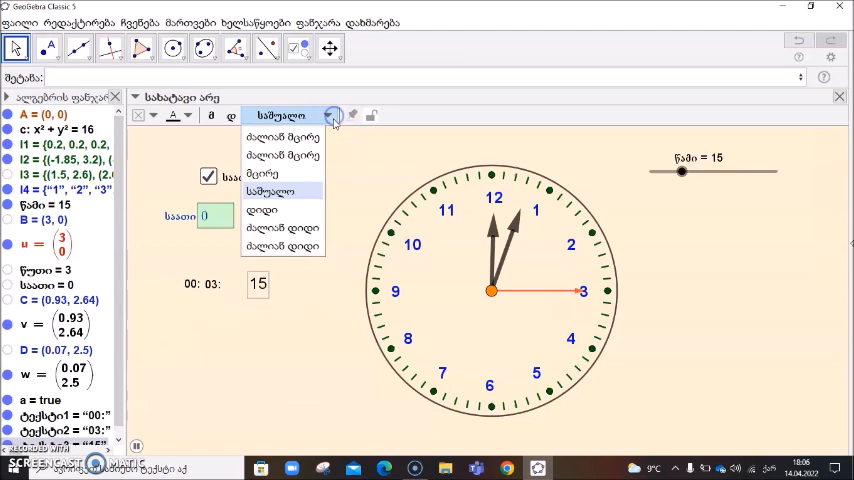 GeoGebra Classic 5
ფაილი რედაქტირება ჩვენება მართვები ხელსაწყოები ფანჯარა დახმარება
შეტანა:
ალგებრის ფანჯარა
სახატავი არე
A = (0, 0)
c: x² + y² = 16
l1 = {0.2, 0.2, 0.2,
l2 = {(-1.85, 3.2), (
l3 = {(1.5, 2.6), (2.
l4 = {"1", "2", "3"
წამი = 15
B = (3, 0)
u = (3 0)
წუთი = 3
საათი = 0
C = (0.93, 2.64)
v = (0.93 2.64)
D = (0.07, 2.5)
w = (0.07 2.5)
a = true
ტექსტი1 = "00:"
ტექსტი2 = "03:"
A მ დ საშუალო
ძალიან მცირე
ძალიან მცირე
მცირე
საშუალო
დიდი
ძალიან დიდი
ძალიან დიდი
საათი 0
00: 03: 15
წამი = 15
12
11 1
10 2
9 3
8 4
7 5
6
RECORDED WITH
SCREENCAST MATIC
ტექსტი აქ
9°C
ქარ
18:06
14.04.2022